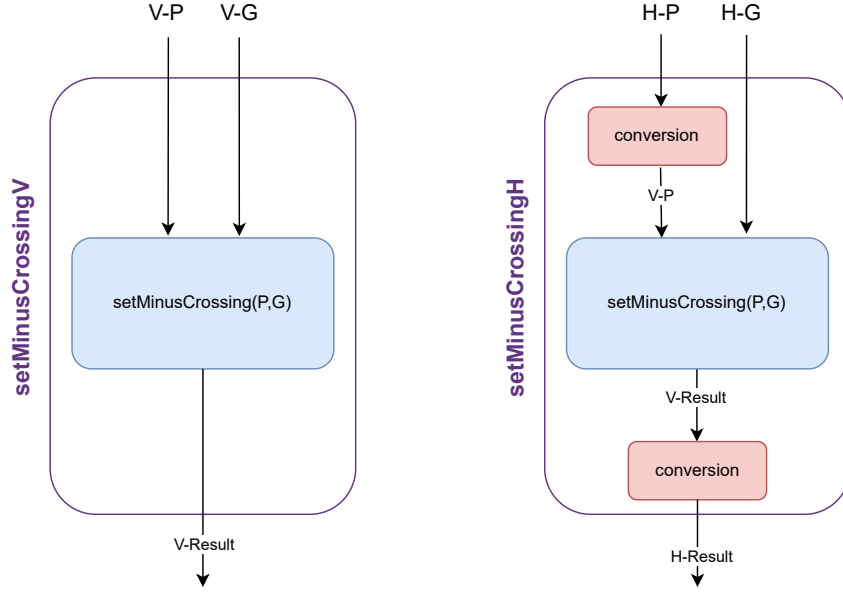 V-P
V-G
setMinusCrossingV
setMinusCrossing(P,G)
V-Result
H-P
H-G
setMinusCrossingH
conversion
V-P
setMinusCrossing(P,G)
V-Result
conversion
H-Result